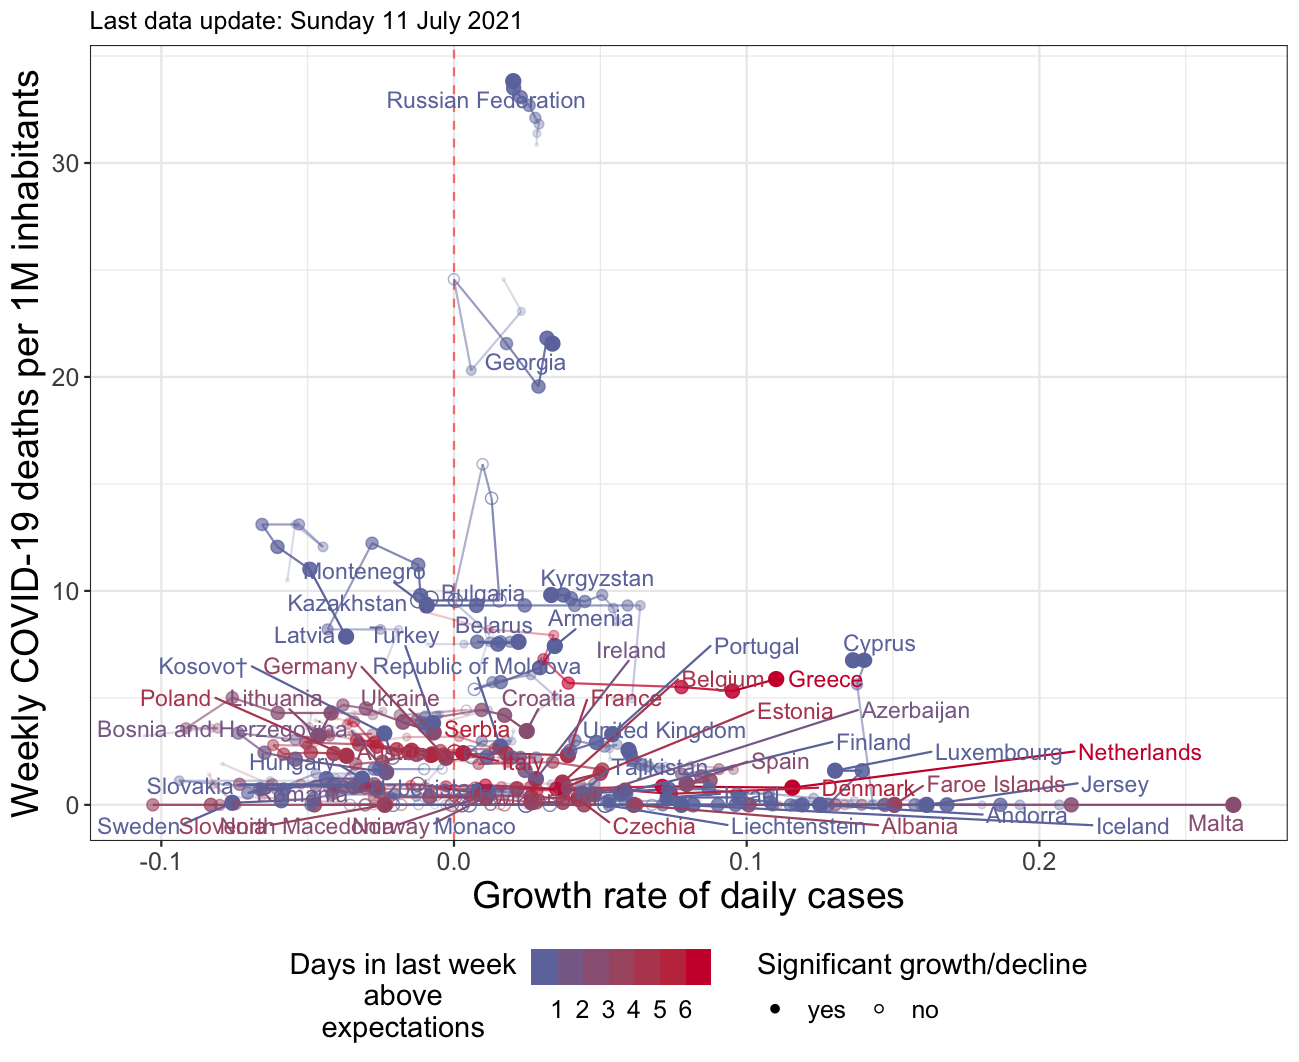 Last data update: Sunday 11 July 2021
Weekly COVID-19 deaths per 1M inhabitants
30
20
10
0
Russian Federation
Georgia
Montenegro
Kyrgyzstan
Bulgaria
Kazakhstan
Armenia
Belarus
Latvia
Turkey
Cyprus
Ireland
Portugal
Kosovo†
Germany
Republic of Moldova
Belgium
Greece
Poland
Lithuania
Ukraine
Croatia
France
Estonia
Azerbaijan
Bosnia and Herzegovina
Serbia
United Kingdom
Finland
Luxembourg
Netherlands
Hungary
Italy
Tajikistan
Spain
Slovakia
Romania
Denmark
Faroe Islands
Jersey
Andorra
Sweden
Slovenia
North Macedonia
Norway
Monaco
Czechia
Liechtenstein
Albania
Iceland
Malta
-0.1
0.0
0.1
0.2
Growth rate of daily cases
Days in last week
above
expectations
1 2 3 4 5 6
Significant growth/decline
yes
no